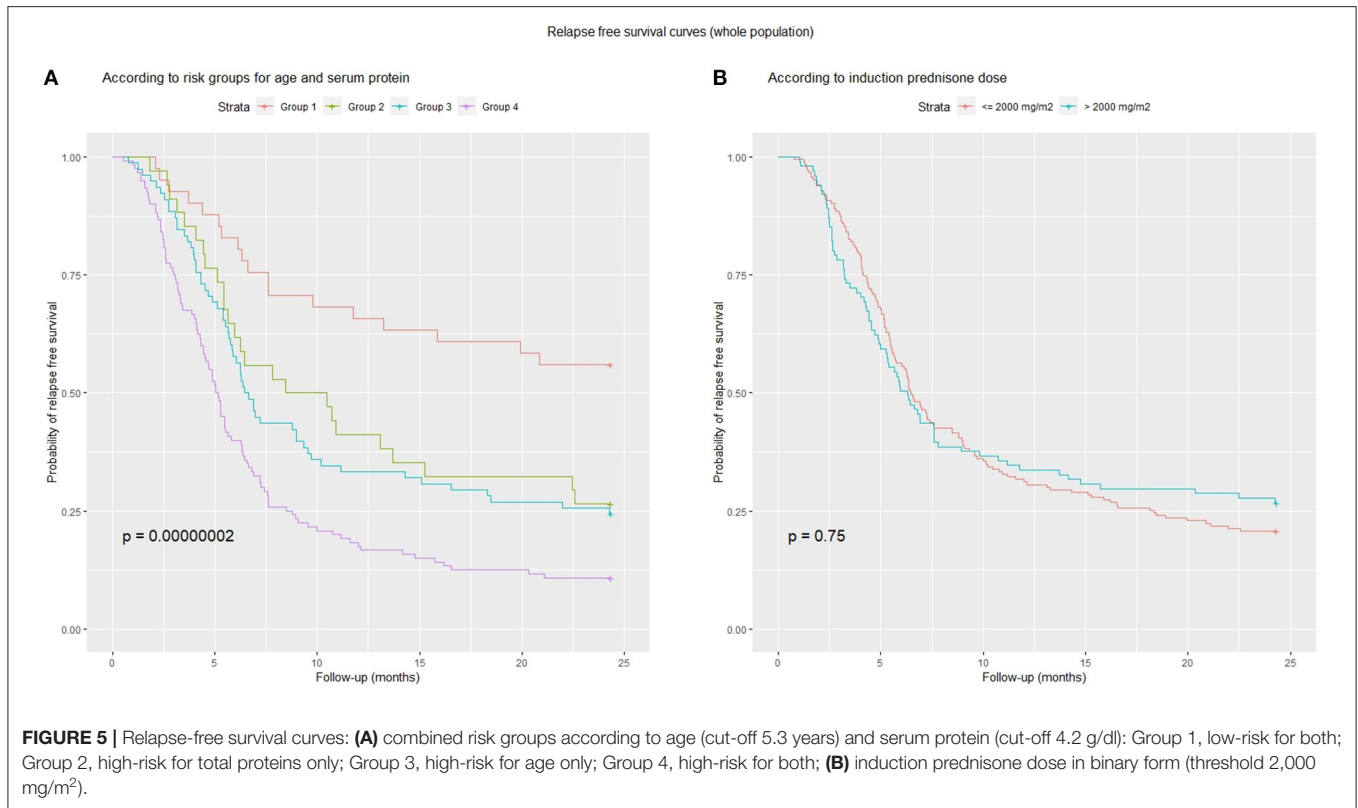 Relapse free survival curves (whole population)
A According to risk groups for age and serum protein
Strata Group 1 Group 2 Group 3 Group 4
Probability of relapse free survival
1.00
0.75
0.50
0.25
0.00
p = 0.00000002
0 5 10 15 20 25
Follow-up (months)
B According to induction prednisone dose
Strata <= 2000 mg/m2 > 2000 mg/m2
Probability of relapse free survival
1.00
0.75
0.50
0.25
0.00
p = 0.75
0 5 10 15 20 25
Follow-up (months)
FIGURE 5 | Relapse-free survival curves: (A) combined risk groups according to age (cut-off 5.3 years) and serum protein (cut-off 4.2 g/dl): Group 1, low-risk for both;
Group 2, high-risk for total proteins only; Group 3, high-risk for age only; Group 4, high-risk for both; (B) induction prednisone dose in binary form (threshold 2,000
mg/m²).